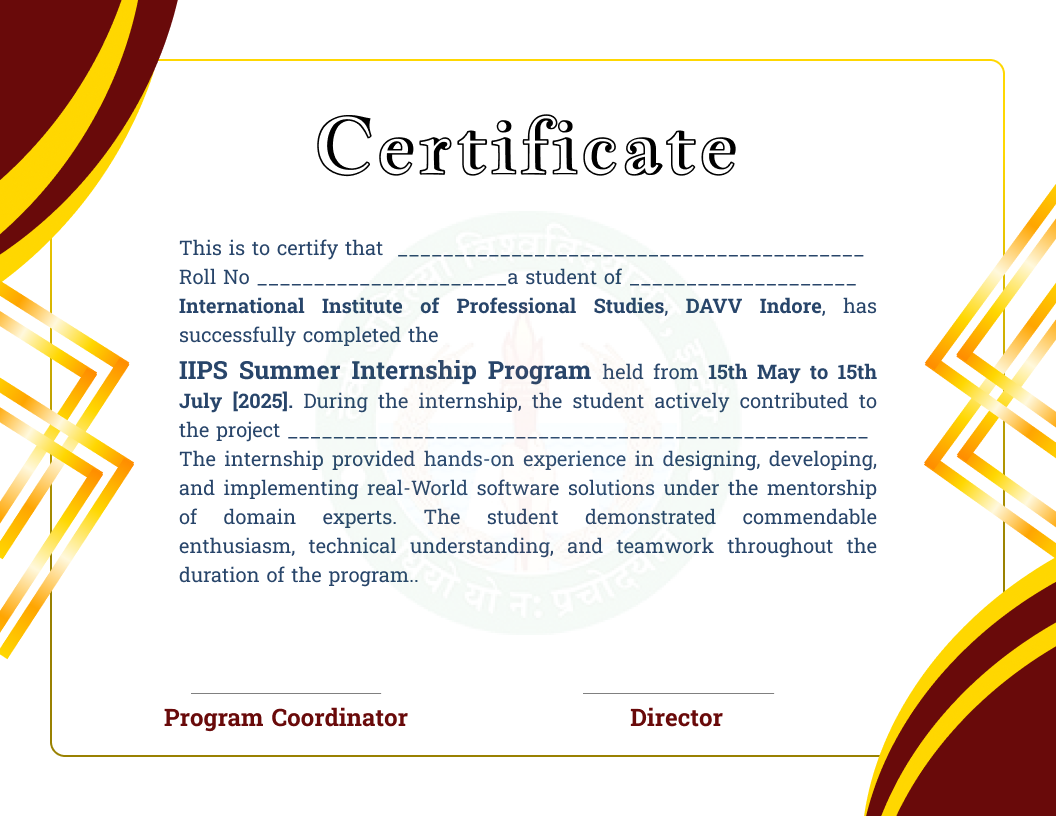 Certificate
This is to certify that _________________________________________
Roll No ______________________a student of ____________________
International Institute of Professional Studies, DAVV Indore, has
successfully completed the
IIPS Summer Internship Program held from 15th May to 15th
July [2025]. During the internship, the student actively contributed to
the project ___________________________________________________
The internship provided hands-on experience in designing, developing,
and implementing real-World software solutions under the mentorship
of domain experts. The student demonstrated commendable
enthusiasm, technical understanding, and teamwork throughout the
duration of the program..
यो नः
Program Coordinator
Director